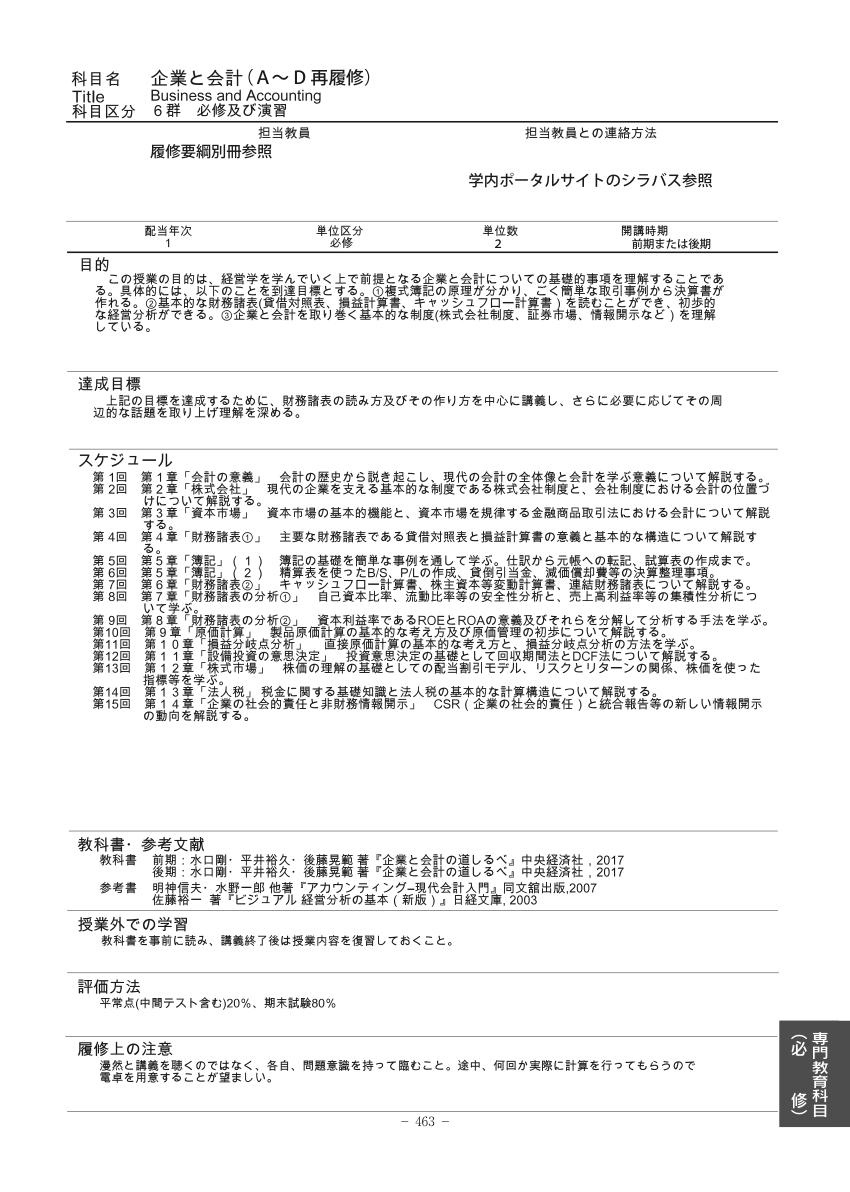 科目名 企業と会計(A～D再履修)
Title Business and Accounting
科目区分 6群　必修及び演習
担当教員 担当教員との連絡方法
履修要綱別冊参照
学内ポータルサイトのシラバス参照
配当年次 単位区分 単位数 開講時期
1 必修 2 前期または後期
目的
この授業の目的は、経営学を学んでいく上で前提となる企業と会計についての基礎的事項を理解することであ
る。具体的には、以下のことを到達目標とする。①複式簿記の原理が分かり、ごく簡単な取引事例から決算書が
作れる。②基本的な財務諸表(貸借対照表、損益計算書、キャッシュフロー計算書)を読むことができ、初歩的
な経営分析ができる。③企業と会計を取り巻く基本的な制度(株式会社制度、証券市場、情報開示など)を理解
している。
達成目標
上記の目標を達成するために、財務諸表の読み方及びその作り方を中心に講義し、さらに必要に応じてその周
辺的な話題を取り上げ理解を深める。
スケジュール
第 1回 第１章「会計の意義」　会計の歴史から説き起こし、現代の会計の全体像と会計を学ぶ意義について解説する。
第 2回 第２章「株式会社」　現代の企業を支える基本的な制度である株式会社制度と、会社制度における会計の位置づ
けについて解説する。
第 3回 第３章「資本市場」　資本市場の基本的機能と、資本市場を規律する金融商品取引法における会計について解説
する。
第 4回 第４章「財務諸表①」　主要な財務諸表である貸借対照表と損益計算書の意義と基本的な構造について解説す
る。
第 5回 第５章「簿記」(１)　簿記の基礎を簡単な事例を通して学ぶ。仕訳から元帳への転記、試算表の作成まで。
第 6回 第５章「簿記」(２)　精算表を使ったB/S、P/Lの作成、貸倒引当金、減価償却費等の決算整理事項。
第 7回 第６章「財務諸表②」　キャッシュフロー計算書、株主資本等変動計算書、連結財務諸表について解説する。
第 8回 第７章「財務諸表の分析①」　自己資本比率、流動比率等の安全性分析と、売上高利益率等の集積性分析につ
いて学ぶ。
第 9回 第８章「財務諸表の分析②」　資本利益率であるROEとROAの意義及びそれらを分解して分析する手法を学ぶ。
第10回 第９章「原価計算」　製品原価計算の基本的な考え方及び原価管理の初歩について解説する。
第11回 第１０章「損益分岐点分析」　直接原価計算の基本的な考え方と、損益分岐点分析の方法を学ぶ。
第12回 第１１章「設備投資の意思決定」　投資意思決定の基礎として回収期間法とDCF法について解説する。
第13回 第１２章「株式市場」　株価の理解の基礎としての配当割引モデル、リスクとリターンの関係、株価を使った
指標等を学ぶ。
第14回 第１３章「法人税」 税金に関する基礎知識と法人税の基本的な計算構造について解説する。
第15回 第１４章「企業の社会的責任と非財務情報開示」　CSR(企業の社会的責任)と統合報告等の新しい情報開示
の動向を解説する。
教科書・参考文献
教科書 前期：水口剛・平井裕久・後藤晃範 著『企業と会計の道しるべ』中央経済社，2017
後期：水口剛・平井裕久・後藤晃範 著『企業と会計の道しるべ』中央経済社，2017
参考書 明神信夫・水野一郎 他著『アカウンティング―現代会計入門』同文舘出版,2007
佐藤裕一 著『ビジュアル 経営分析の基本(新版)』日経文庫, 2003
授業外での学習
教科書を事前に読み、講義終了後は授業内容を復習しておくこと。
評価方法
平常点(中間テスト含む)20%、期末試験80%
履修上の注意
漫然と講義を聴くのではなく、各自、問題意識を持って臨むこと。途中、何回か実際に計算を行ってもらうので
電卓を用意することが望ましい。
専門教育科目
(必　修)
－ 463 －